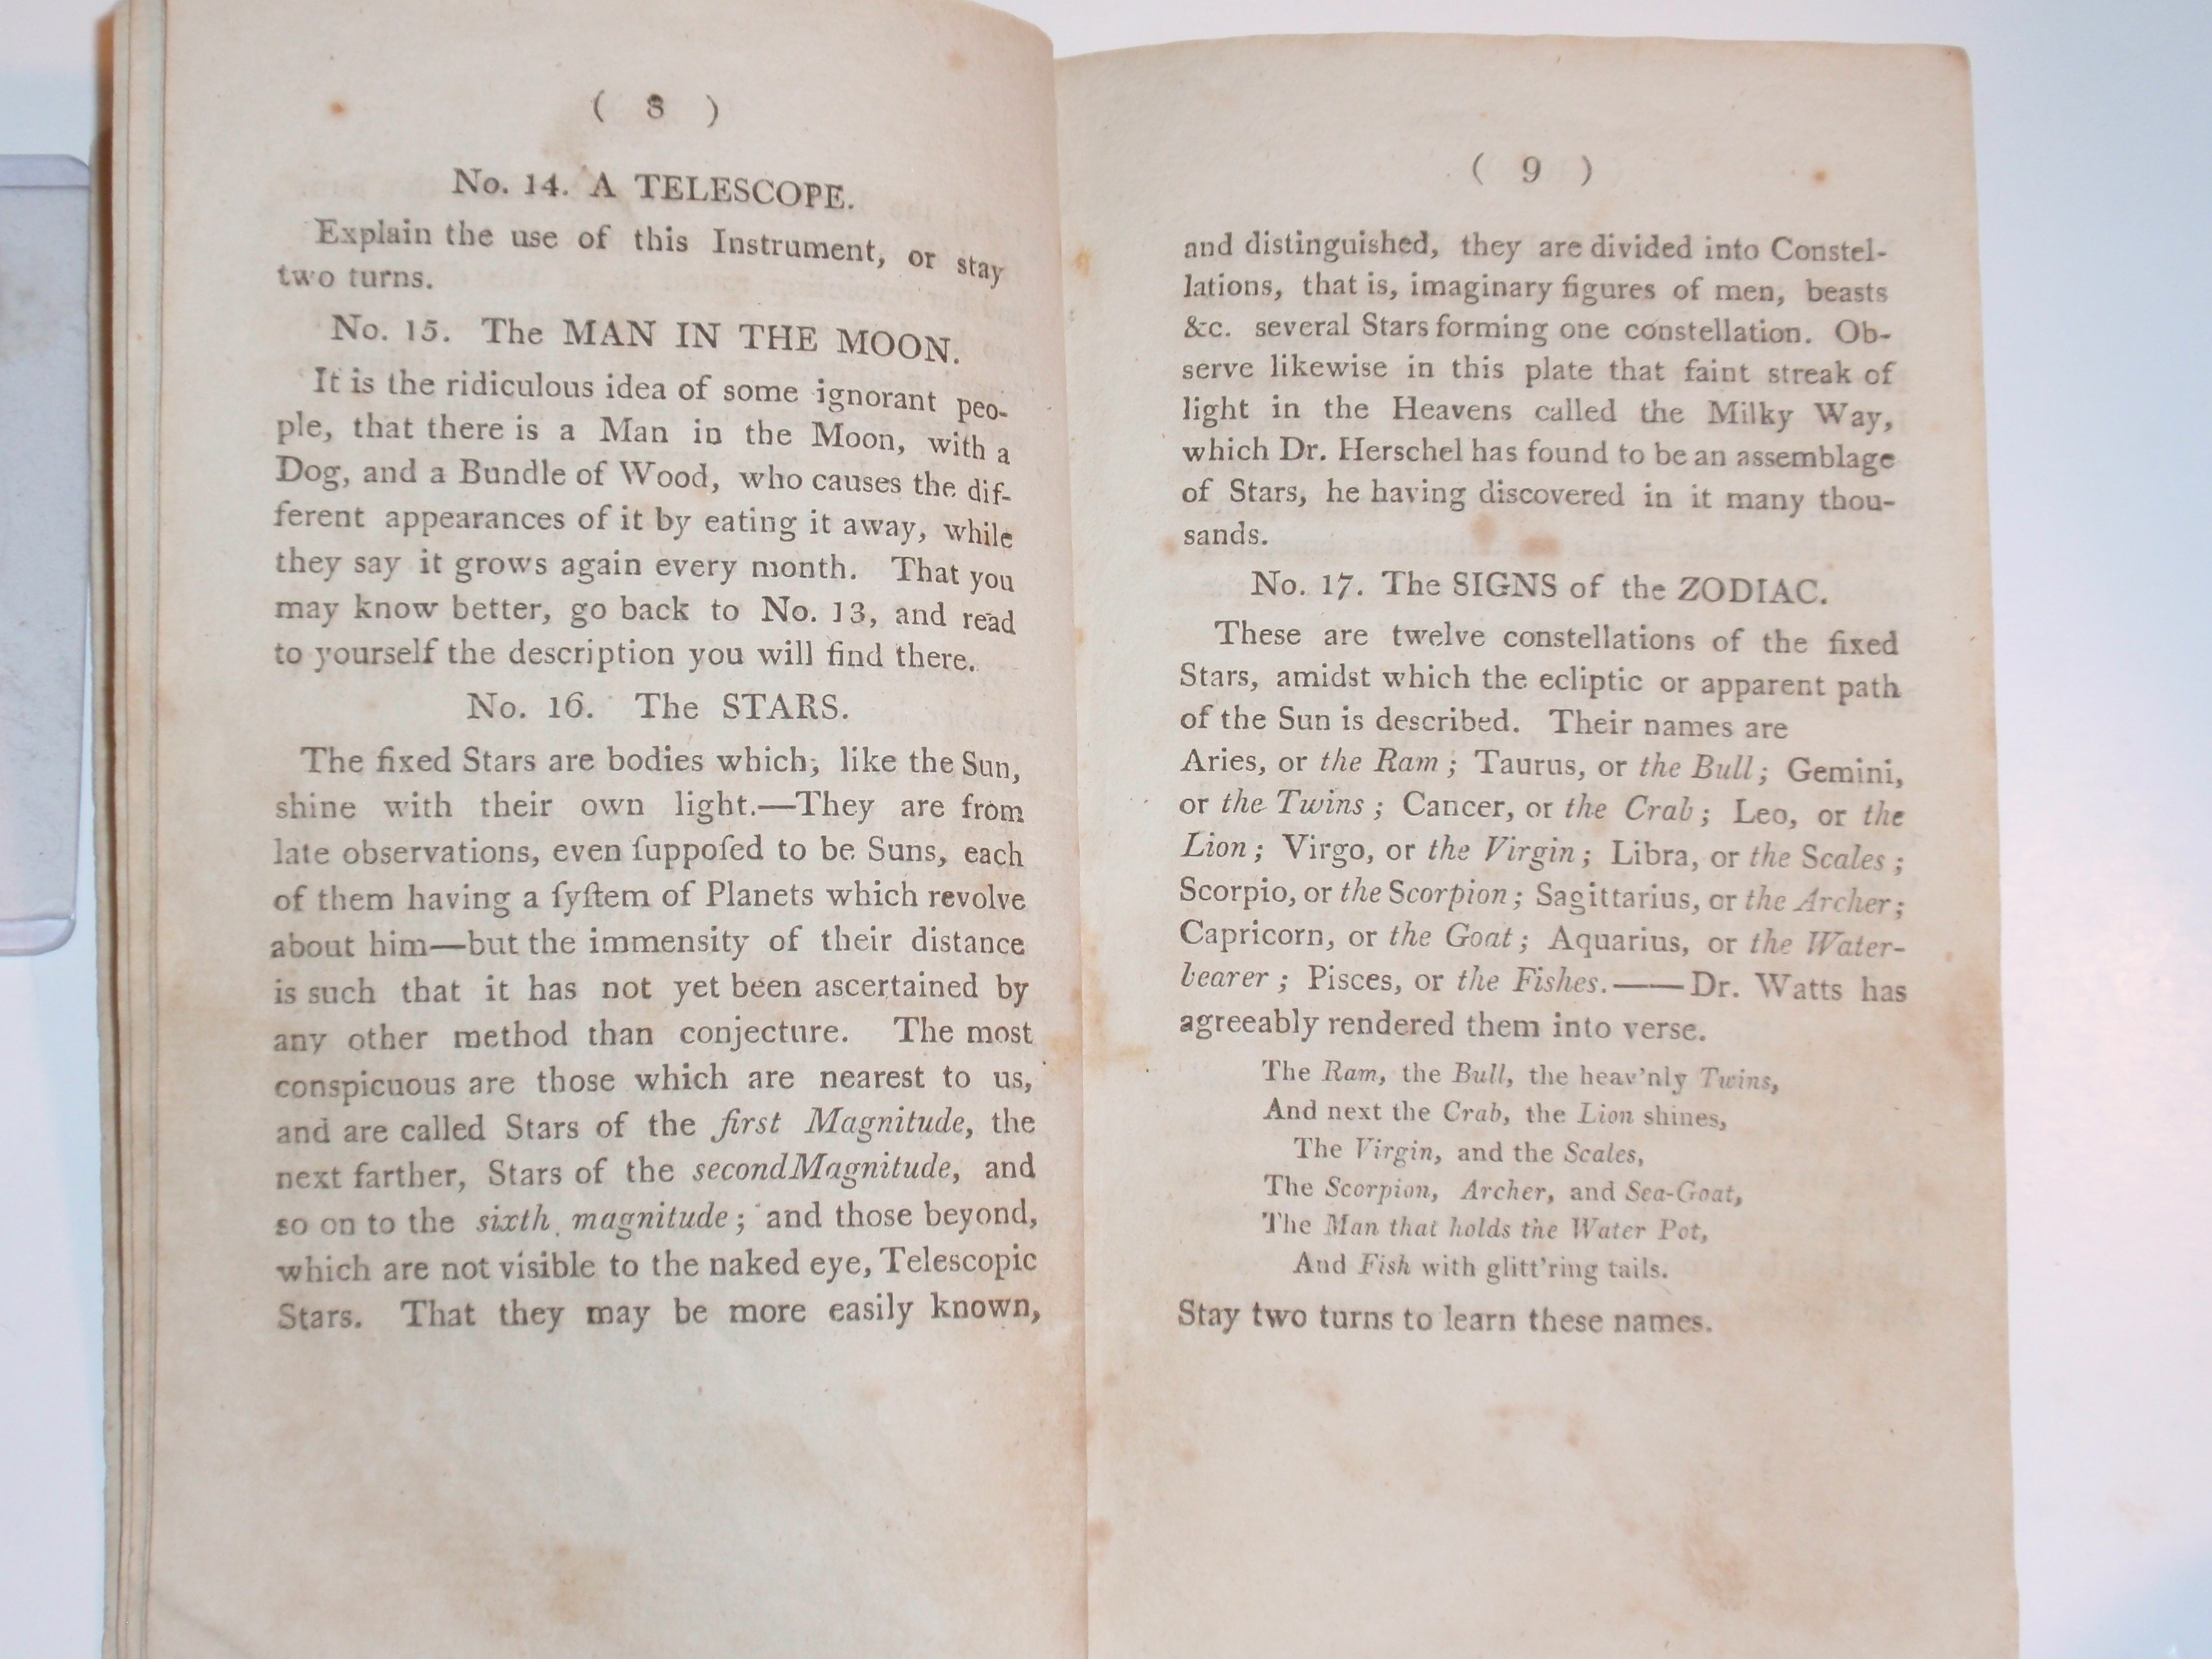 ( 8 )
No. 14. A TELESCOPE.
Explain the use of this Instrument, or stay
two turns.
No. 15. The MAN IN THE MOON.
It is the ridiculous idea of some ignorant peo-
ple, that there is a Man in the Moon, with a
Dog, and a Bundle of Wood, who causes the dif-
ferent appearances of it by eating it away, while
they say it grows again every month. That you
may know better, go back to No. 13, and read
to yourself the description you will find there.
No. 16. The STARS.
The fixed Stars are bodies which, like the Sun,
shine with their own light.—They are from
late observations, even ſuppoſed to be Suns, each
of them having a ſyſtem of Planets which revolve
about him—but the immensity of their distance
is such that it has not yet been ascertained by
any other method than conjecture. The most
conspicuous are those which are nearest to us,
and are called Stars of the first Magnitude, the
next farther, Stars of the second Magnitude, and
so on to the sixth magnitude; and those beyond,
which are not visible to the naked eye, Telescopic
Stars. That they may be more easily known,
( 9 )
and distinguished, they are divided into Constel-
lations, that is, imaginary figures of men, beasts
&c. several Stars forming one constellation. Ob-
serve likewise in this plate that faint streak of
light in the Heavens called the Milky Way,
which Dr. Herschel has found to be an assemblage
of Stars, he having discovered in it many thou-
sands.
No. 17. The SIGNS of the ZODIAC.
These are twelve constellations of the fixed
Stars, amidst which the ecliptic or apparent path
of the Sun is described. Their names are
Aries, or the Ram; Taurus, or the Bull; Gemini,
or the Twins; Cancer, or the Crab; Leo, or the
Lion; Virgo, or the Virgin; Libra, or the Scales;
Scorpio, or the Scorpion; Sagittarius, or the Archer;
Capricorn, or the Goat; Aquarius, or the Water-
bearer; Pisces, or the Fishes.——Dr. Watts has
agreeably rendered them into verse.
The Ram, the Bull, the heav'nly Twins,
And next the Crab, the Lion shines,
The Virgin, and the Scales,
The Scorpion, Archer, and Sea-Goat,
The Man that holds the Water Pot,
And Fish with glitt'ring tails.
Stay two turns to learn these names.